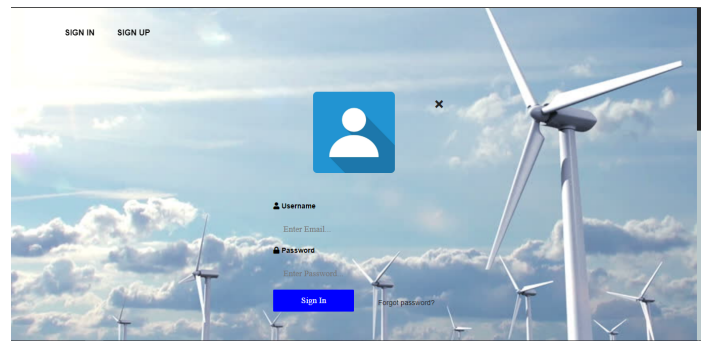 SIGN IN SIGN UP
Username
Enter Email...
Password
Enter Password...
Sign In Forgot password?